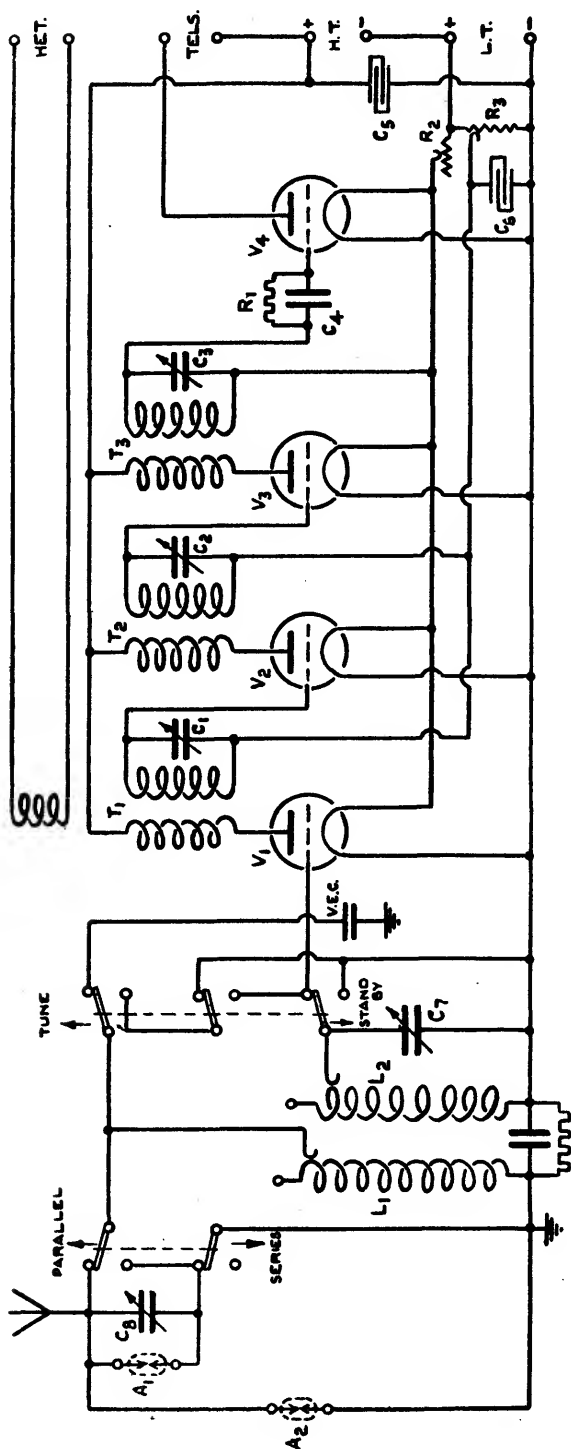 HET.
TUNE
PARALLEL
T1
T2
T3
TELS.
C1
C2
C3
R1
C4
V1
V2
V3
V4
+
H.T.
-
C5
C8
A1
SERIES
V.E.C.
STAND
BY
L1
L2
C7
R2
+
L.T.
-
R3
C6
A2